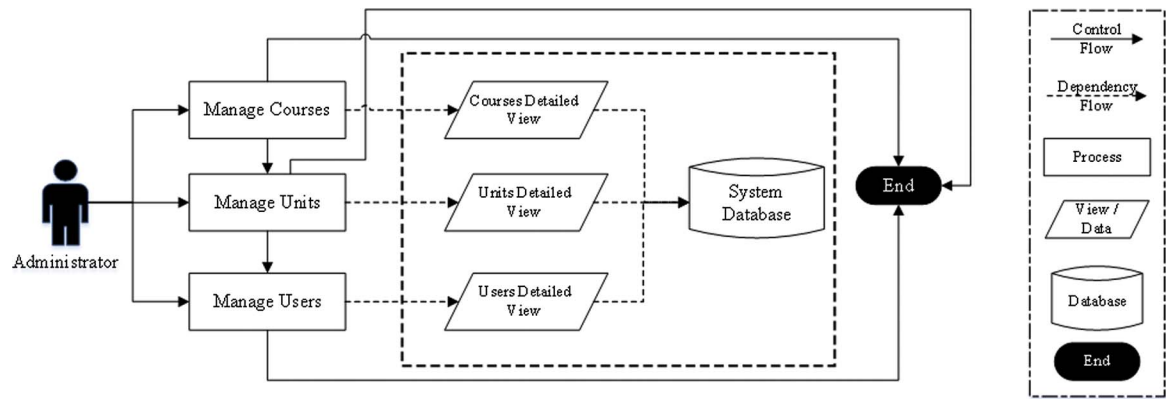 Administrator
Manage Courses
Manage Units
Manage Users
Courses Detailed
View
Units Detailed
View
Users Detailed
View
System
Database
End
Control
Flow
Dependency
Flow
Process
View /
Data
Database
End